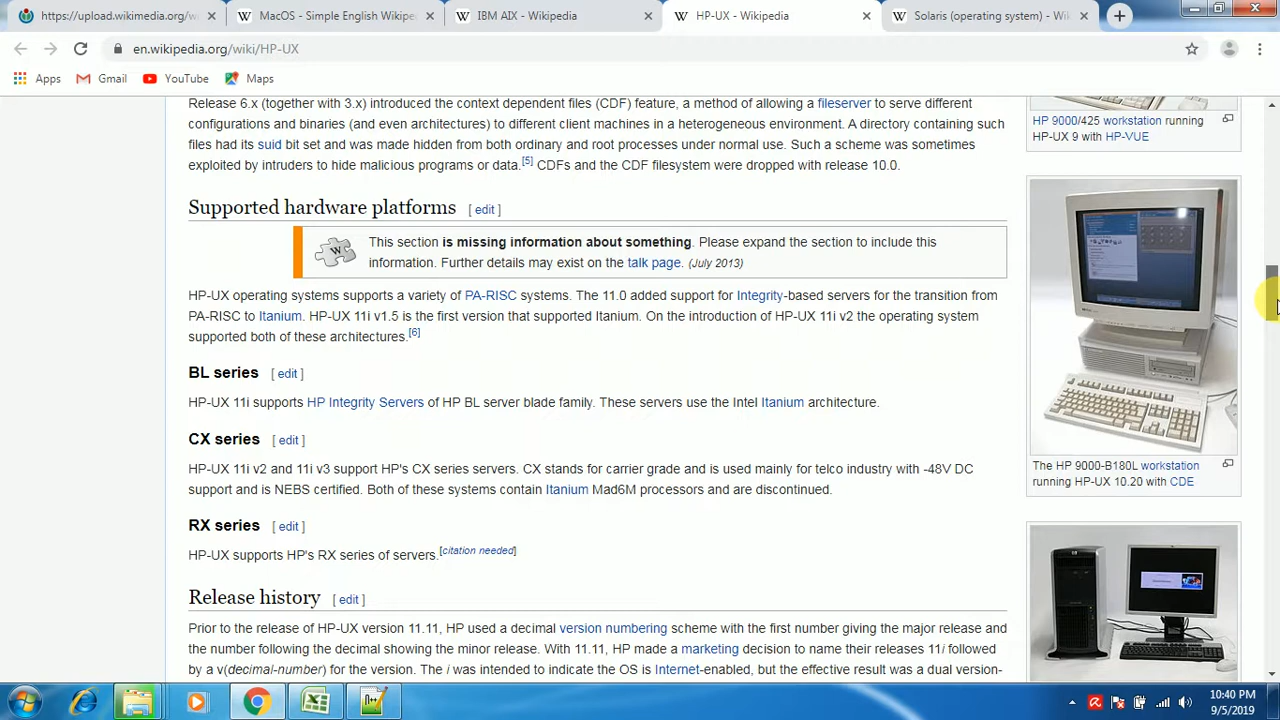 https://upload.wikimedia.org/w
MacOS - Simple English Wikipe
IBM AIX - Wikipedia
HP-UX - Wikipedia
Solaris (operating system) - Wik
en.wikipedia.org/wiki/HP-UX
Apps
Gmail
YouTube
Maps
Release 6.x (together with 3.x) introduced the context dependent files (CDF) feature, a method of allowing a fileserver to serve different
configurations and binaries (and even architectures) to different client machines in a heterogeneous environment. A directory containing such
files had its suid bit set and was made hidden from both ordinary and root processes under normal use. Such a scheme was sometimes
exploited by intruders to hide malicious programs or data.[5] CDFs and the CDF filesystem were dropped with release 10.0.
HP 9000/425 workstation running
HP-UX 9 with HP-VUE
Supported hardware platforms [ edit ]
This section is missing information about something. Please expand the section to include this
information. Further details may exist on the talk page. (July 2013)
HP-UX operating systems supports a variety of PA-RISC systems. The 11.0 added support for Integrity-based servers for the transition from
PA-RISC to Itanium. HP-UX 11i v1.5 is the first version that supported Itanium. On the introduction of HP-UX 11i v2 the operating system
supported both of these architectures.[6]
BL series [ edit ]
HP-UX 11i supports HP Integrity Servers of HP BL server blade family. These servers use the Intel Itanium architecture.
CX series [ edit ]
HP-UX 11i v2 and 11i v3 support HP's CX series servers. CX stands for carrier grade and is used mainly for telco industry with -48V DC
support and is NEBS certified. Both of these systems contain Itanium Mad6M processors and are discontinued.
The HP 9000-B180L workstation
running HP-UX 10.20 with CDE
RX series [ edit ]
HP-UX supports HP's RX series of servers.[citation needed]
Release history [ edit ]
Prior to the release of HP-UX version 11.11, HP used a decimal version numbering scheme with the first number giving the major release and
the number following the decimal showing the minor release. With 11.11, HP made a marketing decision to name their releases 11i followed
by a v(decimal-number) for the version. The i was intended to indicate the OS is Internet-enabled, but the effective result was a dual version-
10:40 PM
9/5/2019